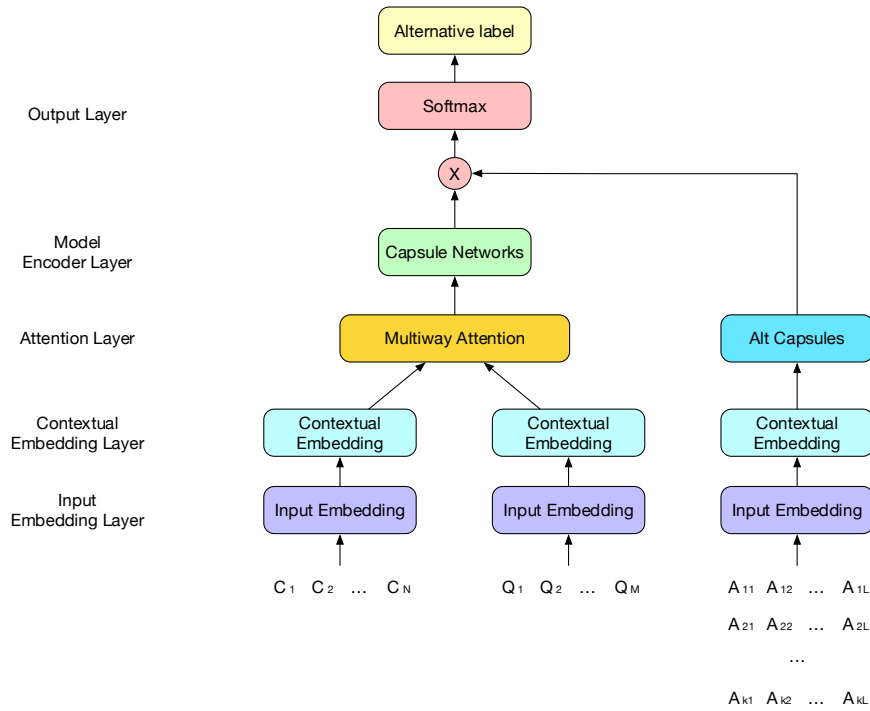 Alternative label
Output Layer
Softmax
X
Model
Encoder Layer
Capsule Networks
Attention Layer
Multiway Attention
Alt Capsules
Contextual
Embedding Layer
Contextual
Embedding
Contextual
Embedding
Contextual
Embedding
Input
Embedding Layer
Input Embedding
Input Embedding
Input Embedding
C1 C2 ... CN
Q1 Q2 ... QM
A11 A12 ... A1L
A21 A22 ... A2L
...
Ak1 Ak2 ... AkL